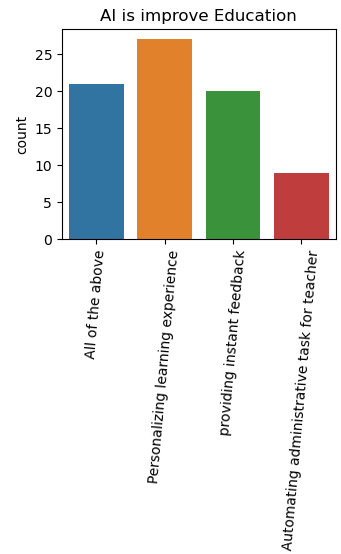 AI is improve Education
count
25
20
15
10
5
0
All of the above
Personalizing learning experience
providing instant feedback
Automating administrative task for teacher